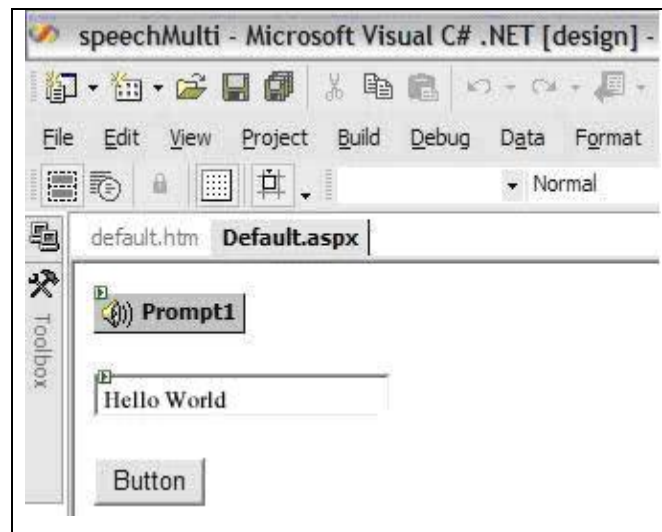 speechMulti - Microsoft Visual C# .NET [design] -
File Edit View Project Build Debug Data Format
Normal
default.htm Default.aspx
Toolbox
Prompt1
Hello World
Button